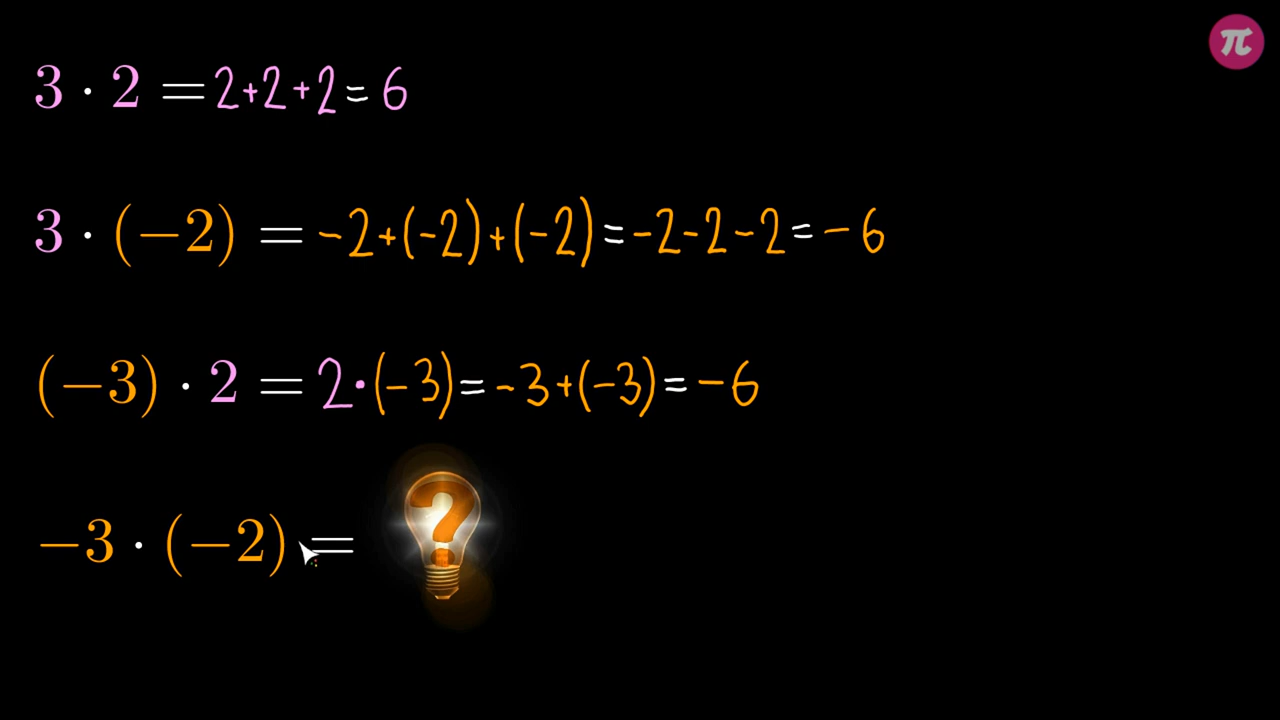 π
3 · 2 = 2+2+2 = 6
3 · (−2) = -2+(-2)+(-2) = -2-2-2 = -6
(−3) · 2 = 2·(-3) = -3+(-3) = -6
−3 · (−2) = ?